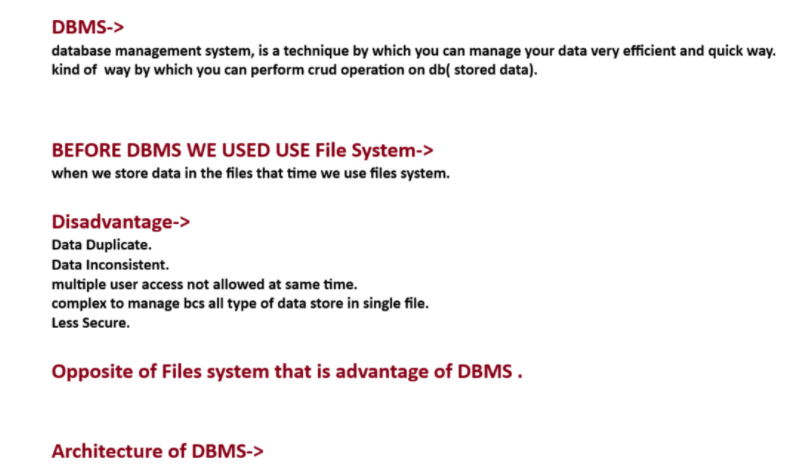 DBMS->
database management system, is a technique by which you can manage your data very efficient and quick way.
kind of way by which you can perform crud operation on db( stored data).
BEFORE DBMS WE USED USE File System->
when we store data in the files that time we use files system.
Disadvantage->
Data Duplicate.
Data Inconsistent.
multiple user access not allowed at same time.
complex to manage bcs all type of data store in single file.
Less Secure.
Opposite of Files system that is advantage of DBMS .
Architecture of DBMS->